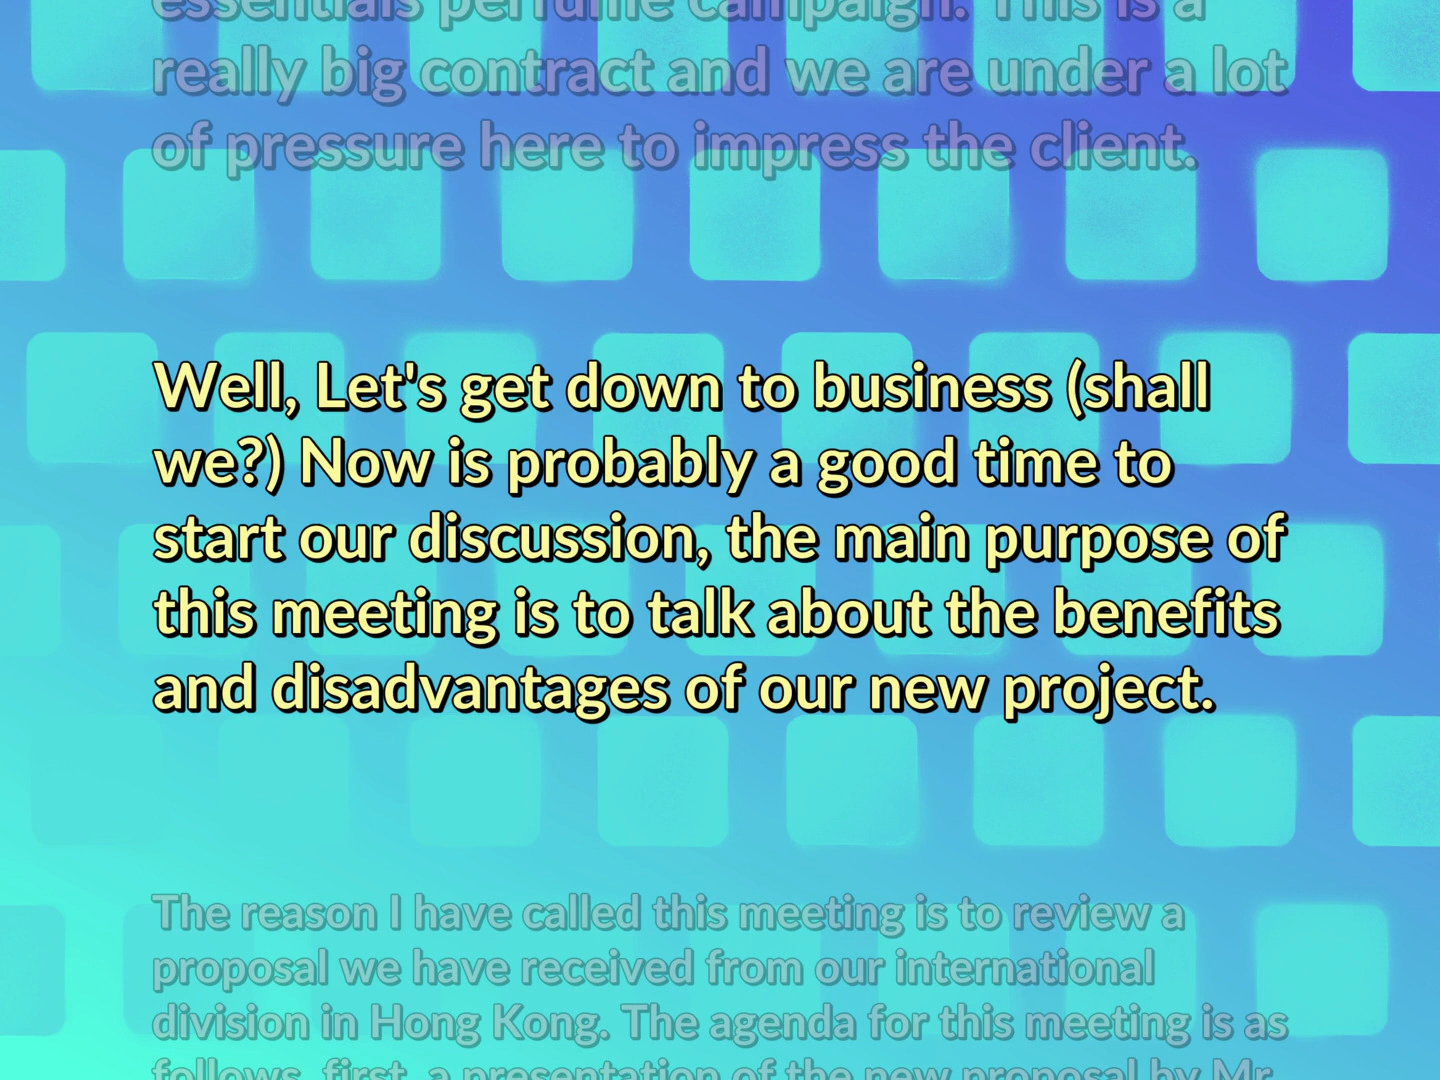 essentials perfume campaign. This is a
really big contract and we are under a lot
of pressure here to impress the client.
Well, Let's get down to business (shall
we?) Now is probably a good time to
start our discussion, the main purpose of
this meeting is to talk about the benefits
and disadvantages of our new project.
The reason I have called this meeting is to review a
proposal we have received from our international
division in Hong Kong. The agenda for this meeting is as
follows, first, a presentation of the new proposal by Mr.